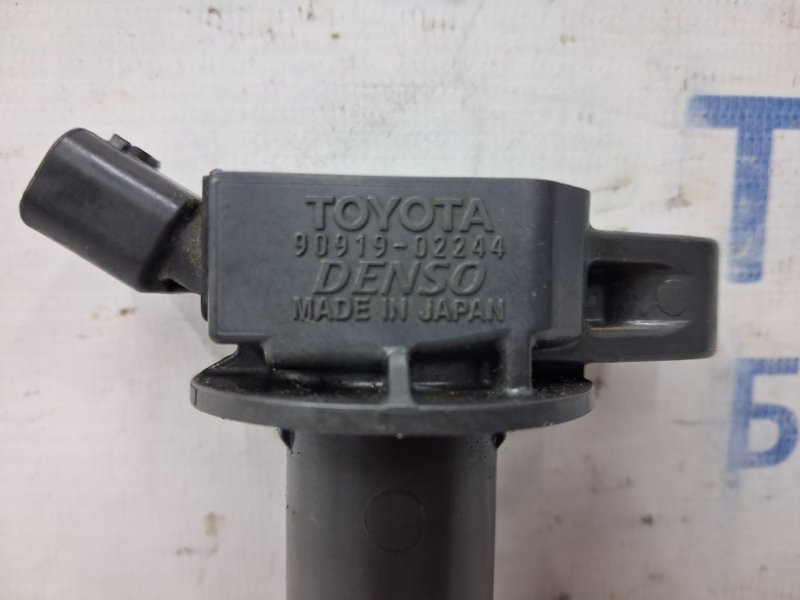 TOYOTA
90919-02244
DENSO
MADE IN JAPAN